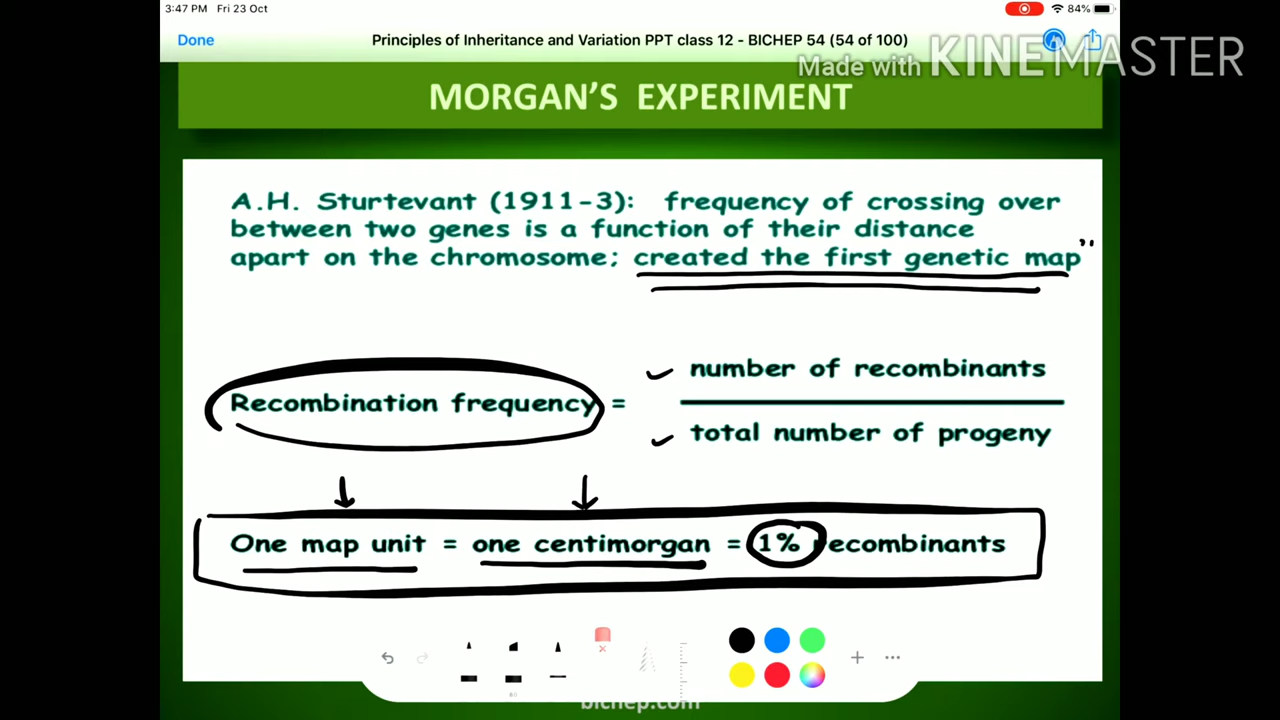 3:47 PM Fri 23 Oct
84%
Done
Principles of Inheritance and Variation PPT class 12 - BICHEP 54 (54 of 100)
Made with KINEMASTER
MORGAN'S EXPERIMENT
A.H. Sturtevant (1911-3): frequency of crossing over
between two genes is a function of their distance
apart on the chromosome; created the first genetic map
number of recombinants
Recombination frequency =
total number of progeny
One map unit = one centimorgan = 1% recombinants
bichep.com